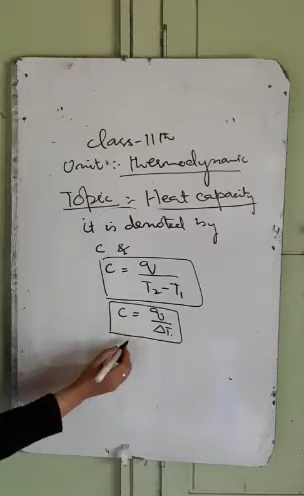 class-11th
Unit:- Thermodynamic
Topic :- Heat capacity
it is denoted by
C &
C = q / T₂-T₁
C = q / ΔT.